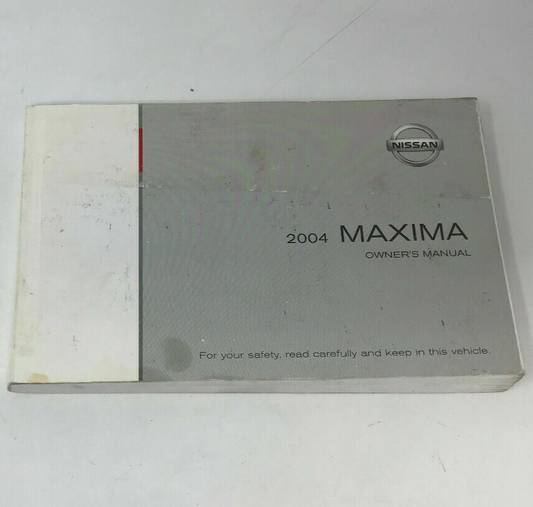 NISSAN
2004 MAXIMA
OWNER'S MANUAL
For your safety, read carefully and keep in this vehicle.